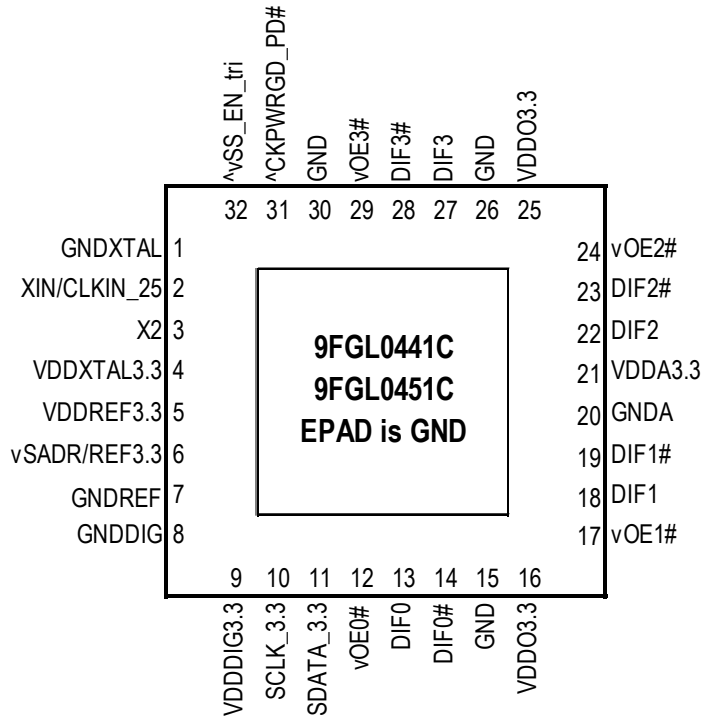 ^vSS_EN_tri
^CKPWRGD_PD#
GND
vOE3#
DIF3#
DIF3
GND
VDDO3.3
32 31 30 29 28 27 26 25
GNDXTAL 1
XIN/CLKIN_25 2
X2 3
VDDXTAL3.3 4
VDDREF3.3 5
vSADR/REF3.3 6
GNDREF 7
GNDDIG 8
9FGL0441C
9FGL0451C
EPAD is GND
24 vOE2#
23 DIF2#
22 DIF2
21 VDDA3.3
20 GNDA
19 DIF1#
18 DIF1
17 vOE1#
9 10 11 12 13 14 15 16
VDDDIG3.3
SCLK_3.3
SDATA_3.3
vOE0#
DIF0
DIF0#
GND
VDDO3.3